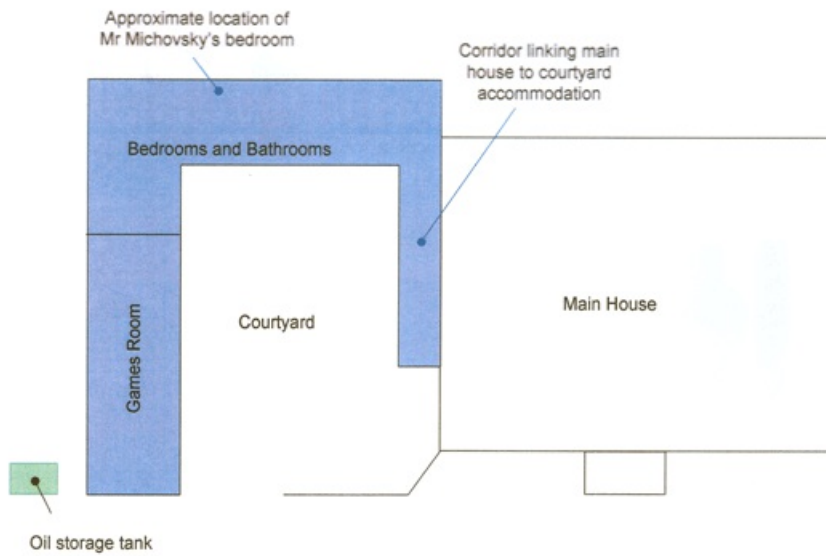 Approximate location of
Mr Michovsky's bedroom
Corridor linking main
house to courtyard
accommodation
Bedrooms and Bathrooms
Games Room
Courtyard
Main House
Oil storage tank